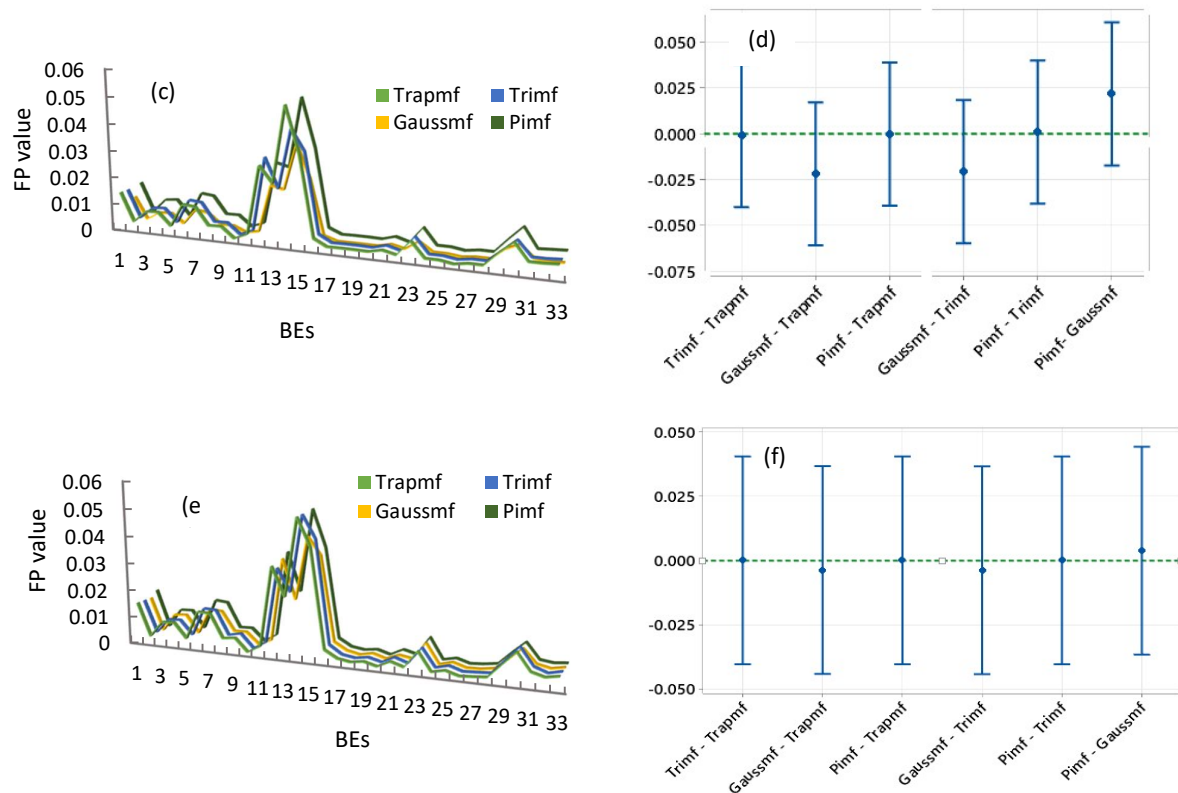 (c)
FP value
0.06
0.05
0.04
0.03
0.02
0.01
0
Trapmf
Trimf
Gaussmf
Pimf
1 3 5 7 9 11 13 15 17 19 21 23 25 27 29 31 33
BEs
(d)
0.050
0.025
0.000
-0.025
-0.050
-0.075
Trimf - Trapmf
Gaussmf - Trapmf
Pimf - Trapmf
Gaussmf - Trimf
Pimf - Trimf
Pimf- Gaussmf
(e
FP value
0.06
0.05
0.04
0.03
0.02
0.01
0
Trapmf
Trimf
Gaussmf
Pimf
1 3 5 7 9 11 13 15 17 19 21 23 25 27 29 31 33
BEs
(f)
0.050
0.025
0.000
-0.025
-0.050
Trimf - Trapmf
Gaussmf - Trapmf
Pimf - Trapmf
Gaussmf - Trimf
Pimf - Trimf
Pimf - Gaussmf